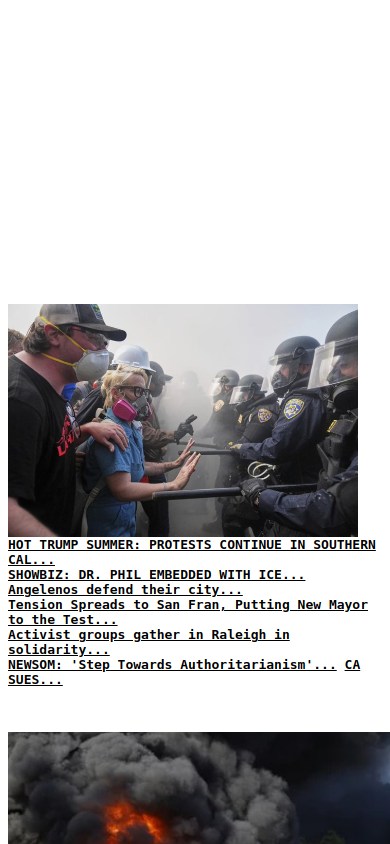 HOT TRUMP SUMMER: PROTESTS CONTINUE IN SOUTHERN
CAL...
SHOWBIZ: DR. PHIL EMBEDDED WITH ICE...
Angelenos defend their city...
Tension Spreads to San Fran, Putting New Mayor
to the Test...
Activist groups gather in Raleigh in
solidarity...
NEWSOM: 'Step Towards Authoritarianism'... CA
SUES...